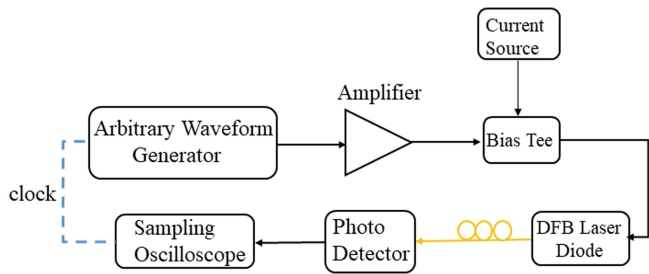 Current
Source
Amplifier
Arbitrary Waveform
Generator
Bias Tee
clock
Sampling
Oscilloscope
Photo
Detector
DFB Laser
Diode